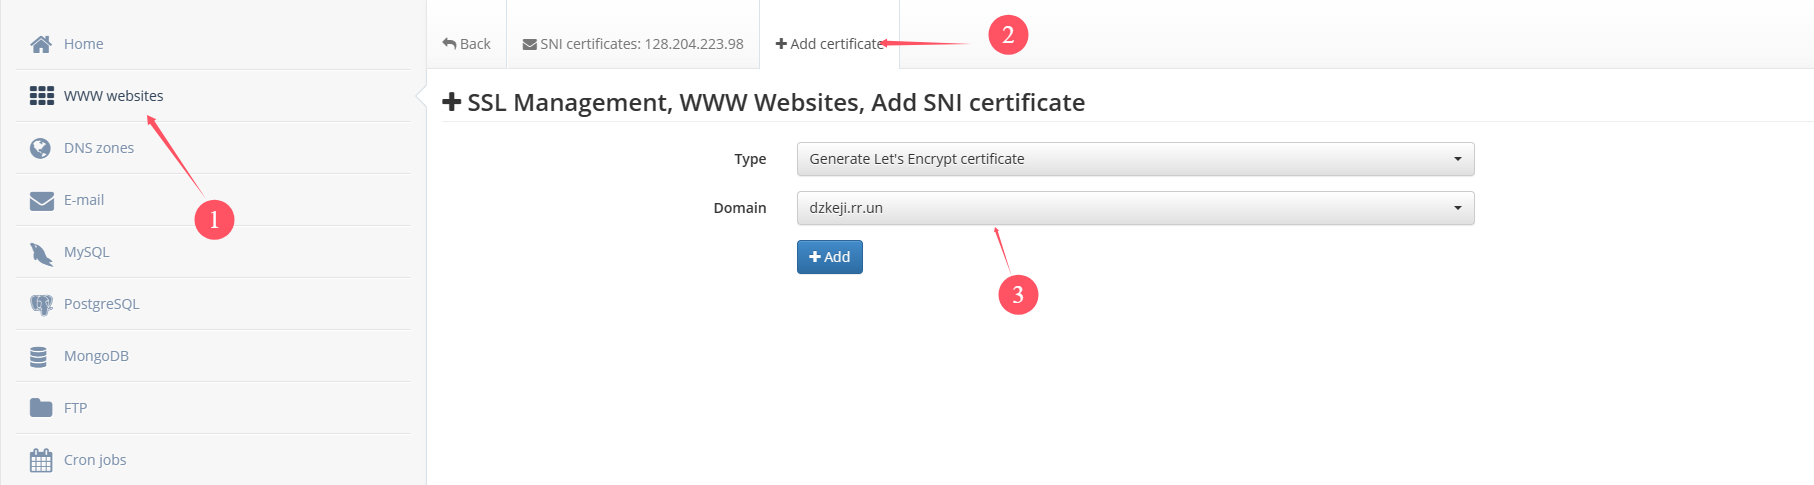 Home
WWW websites
DNS zones
E-mail
MySQL
PostgreSQL
MongoDB
FTP
Cron jobs
1
Back
SNI certificates: 128.204.223.98
Add certificate
2
SSL Management, WWW Websites, Add SNI certificate
Type
Generate Let's Encrypt certificate
Domain
dzkeji.rr.un
Add
3